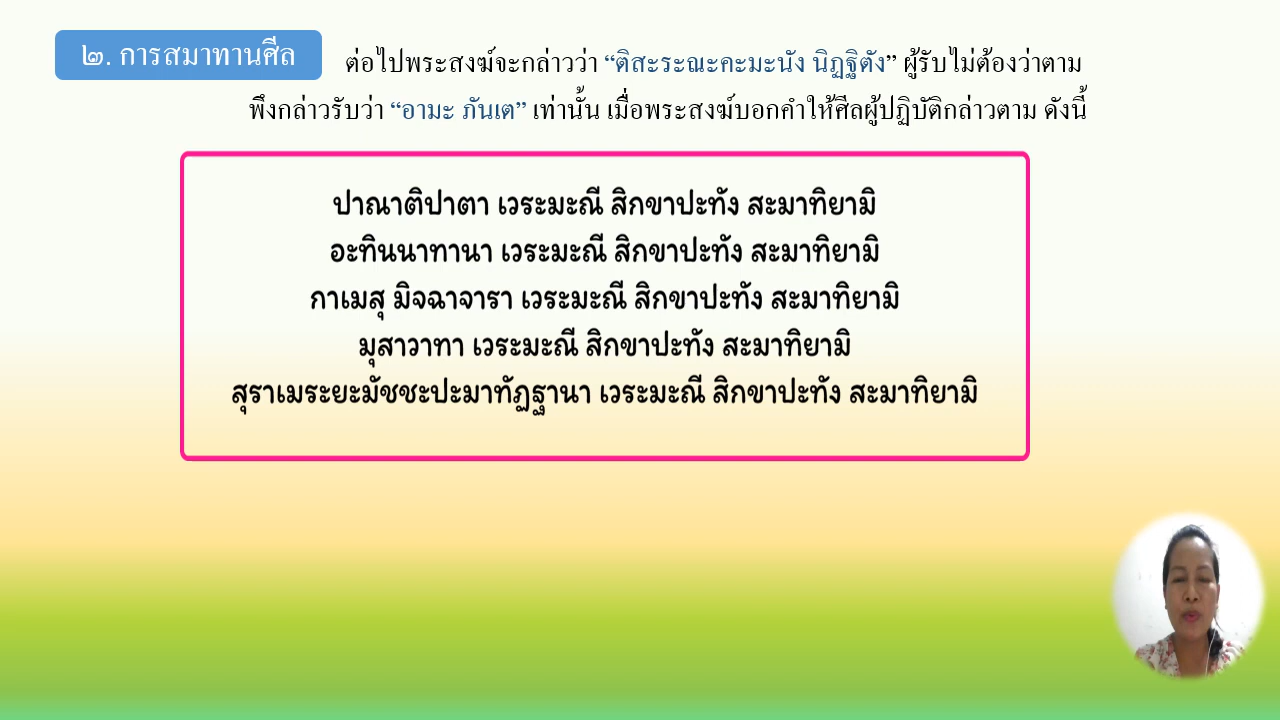 ๒. การสมาทานศีล
ต่อไปพระสงฆ์จะกล่าวว่า “ติสะระณะคะมะนัง นิฏฐิตัง” ผู้รับไม่ต้องว่าตาม
พึงกล่าวรับว่า “อามะ ภันเต” เท่านั้น เมื่อพระสงฆ์บอกคำให้ศีลผู้ปฏิบัติกล่าวตาม ดังนี้
ปาณาติปาตา เวระมะณี สิกขาปะทัง สะมาทิยามิ
อะทินนาทานา เวระมะณี สิกขาปะทัง สะมาทิยามิ
กาเมสุ มิจฉาจารา เวระมะณี สิกขาปะทัง สะมาทิยามิ
มุสาวาทา เวระมะณี สิกขาปะทัง สะมาทิยามิ
สุราเมระยะมัชชะปะมาทัฏฐานา เวระมะณี สิกขาปะทัง สะมาทิยามิ